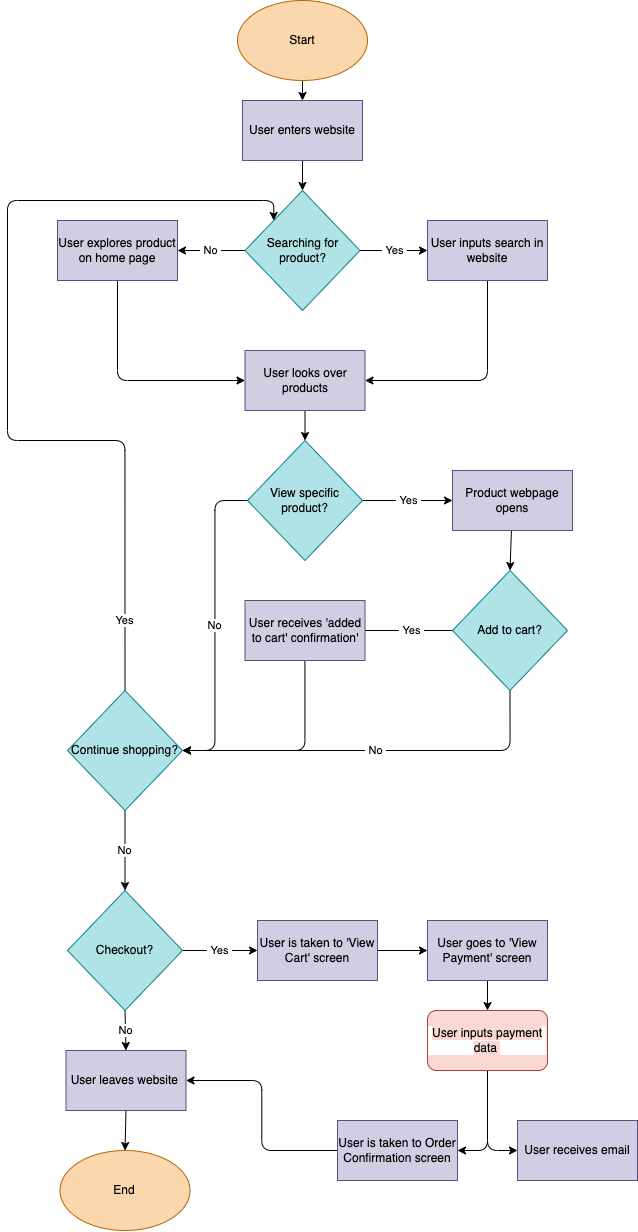 Start
User enters website
Searching for
product?
No
Yes
User explores product
on home page
User inputs search in
website
User looks over
products
View specific
product?
Yes
Product webpage
opens
No
User receives 'added
to cart' confirmation'
Yes
Add to cart?
Yes
Continue shopping?
No
No
Checkout?
Yes
User is taken to 'View
Cart' screen
User goes to 'View
Payment' screen
User inputs payment
data
No
User leaves website
User is taken to Order
Confirmation screen
User receives email
End